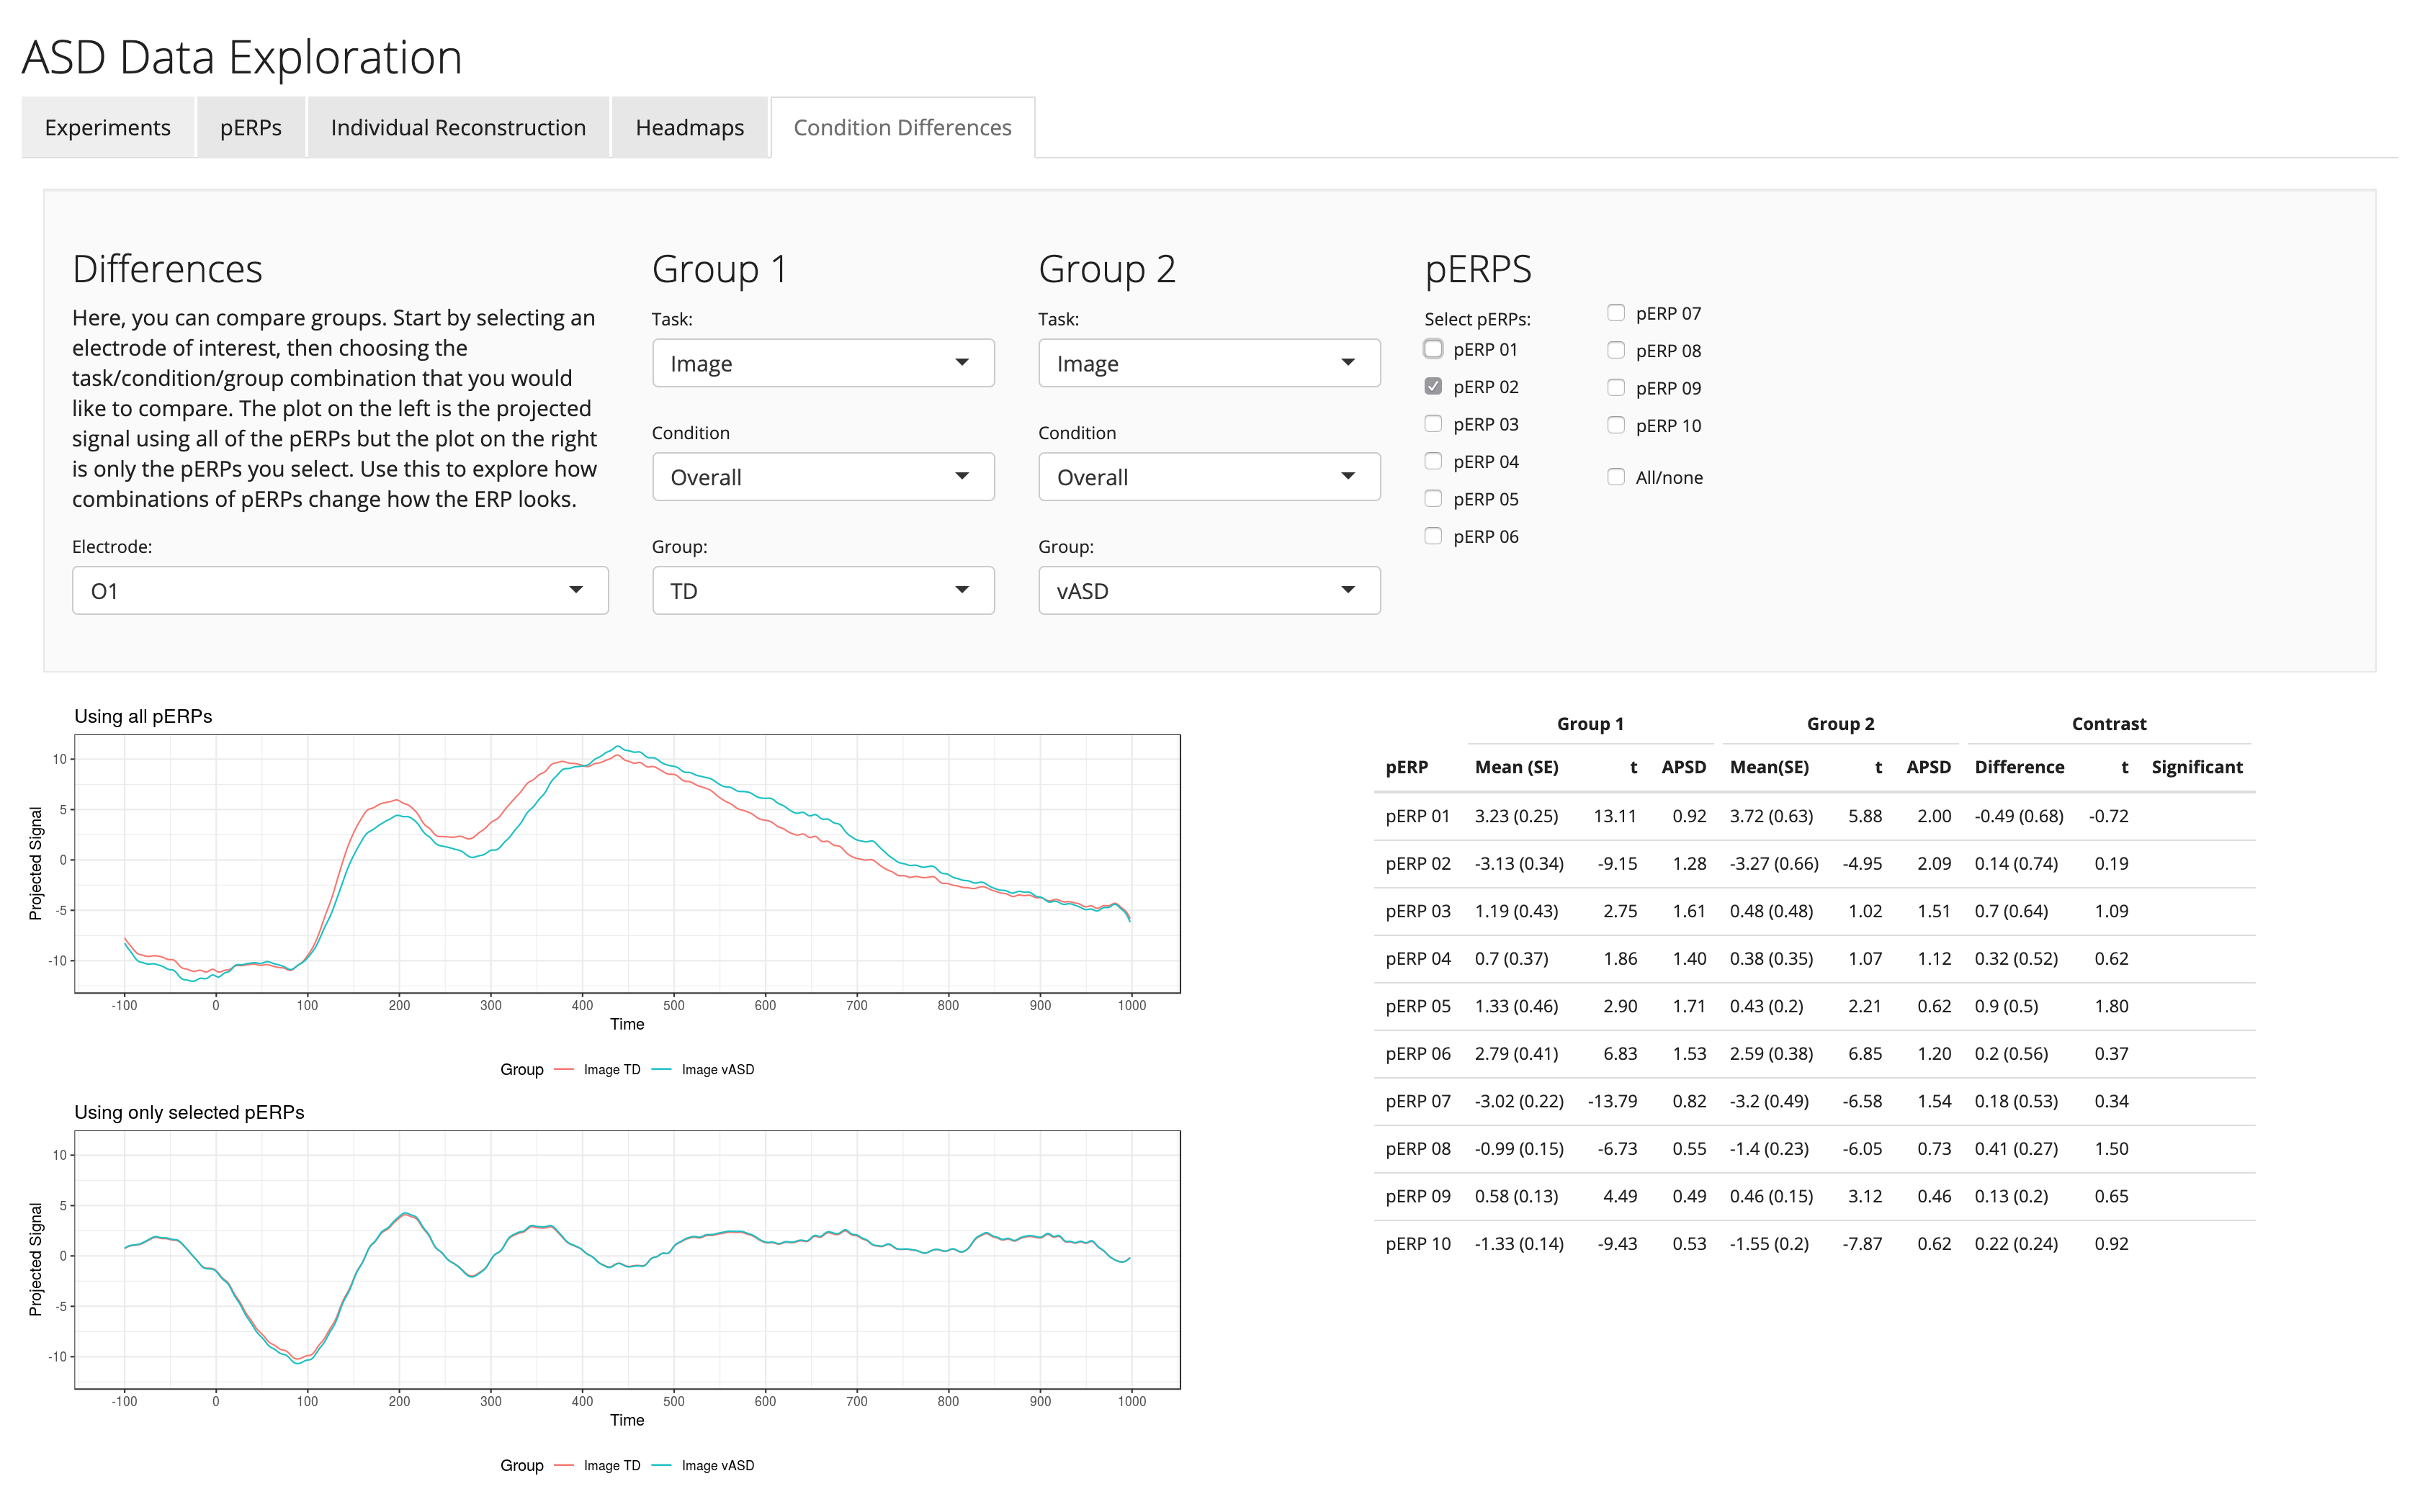 ASD Data Exploration
Experiments pERPs Individual Reconstruction Headmaps Condition Differences
Differences
Here, you can compare groups. Start by selecting an
electrode of interest, then choosing the
task/condition/group combination that you would
like to compare. The plot on the left is the projected
signal using all of the pERPs but the plot on the right
is only the pERPs you select. Use this to explore how
combinations of pERPs change how the ERP looks.
Electrode:
O1
Group 1
Task:
Image
Condition
Overall
Group:
TD
Group 2
Task:
Image
Condition
Overall
Group:
vASD
pERPS
Select pERPs:
pERP 01
pERP 02
pERP 03
pERP 04
pERP 05
pERP 06
pERP 07
pERP 08
pERP 09
pERP 10
All/none
Using all pERPs
Projected Signal
10
5
0
-5
-10
-100 0 100 200 300 400 500 600 700 800 900 1000
Time
Group Image TD Image vASD
Using only selected pERPs
Projected Signal
10
5
0
-5
-10
-100 0 100 200 300 400 500 600 700 800 900 1000
Time
Group Image TD Image vASD
Group 1 Group 2 Contrast
pERP Mean (SE) t APSD Mean(SE) t APSD Difference t Significant
pERP 01 3.23 (0.25) 13.11 0.92 3.72 (0.63) 5.88 2.00 -0.49 (0.68) -0.72
pERP 02 -3.13 (0.34) -9.15 1.28 -3.27 (0.66) -4.95 2.09 0.14 (0.74) 0.19
pERP 03 1.19 (0.43) 2.75 1.61 0.48 (0.48) 1.02 1.51 0.7 (0.64) 1.09
pERP 04 0.7 (0.37) 1.86 1.40 0.38 (0.35) 1.07 1.12 0.32 (0.52) 0.62
pERP 05 1.33 (0.46) 2.90 1.71 0.43 (0.2) 2.21 0.62 0.9 (0.5) 1.80
pERP 06 2.79 (0.41) 6.83 1.53 2.59 (0.38) 6.85 1.20 0.2 (0.56) 0.37
pERP 07 -3.02 (0.22) -13.79 0.82 -3.2 (0.49) -6.58 1.54 0.18 (0.53) 0.34
pERP 08 -0.99 (0.15) -6.73 0.55 -1.4 (0.23) -6.05 0.73 0.41 (0.27) 1.50
pERP 09 0.58 (0.13) 4.49 0.49 0.46 (0.15) 3.12 0.46 0.13 (0.2) 0.65
pERP 10 -1.33 (0.14) -9.43 0.53 -1.55 (0.2) -7.87 0.62 0.22 (0.24) 0.92